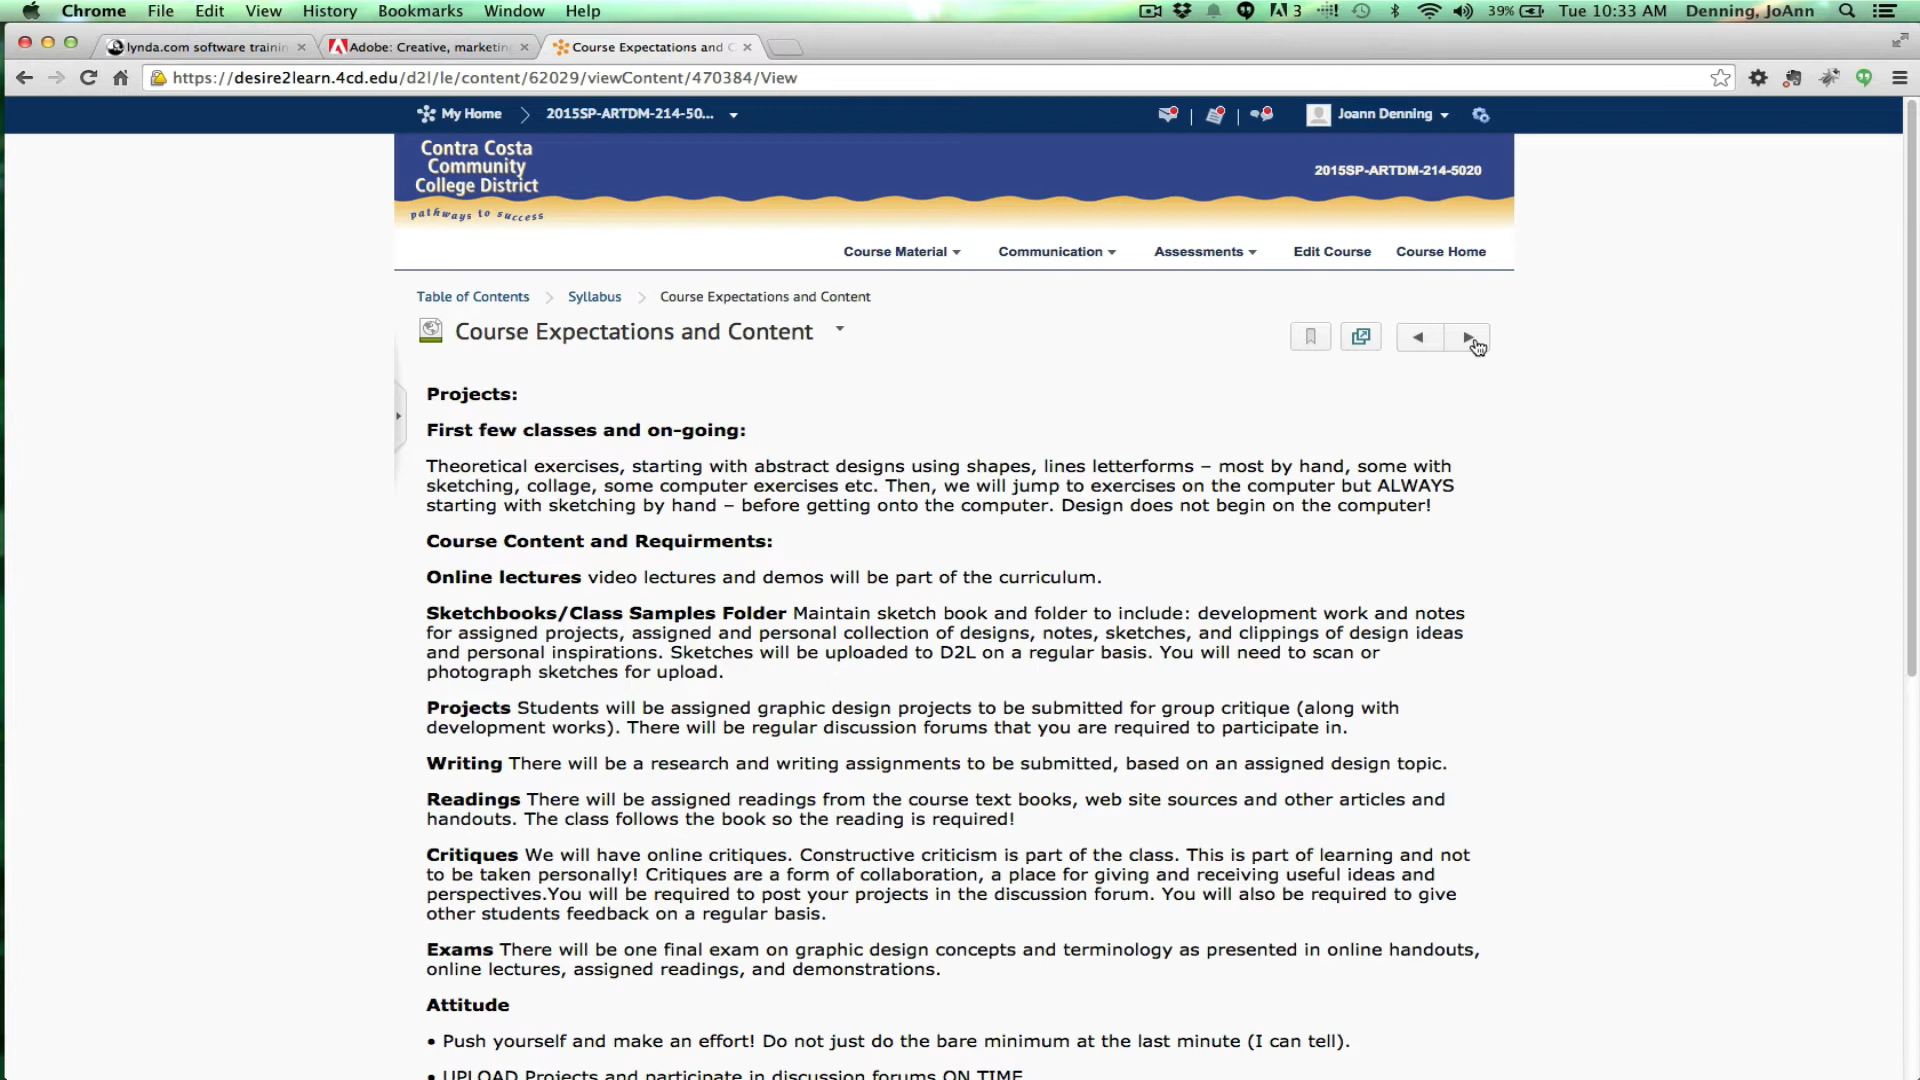 Chrome File Edit View History Bookmarks Window Help 3 39% Tue 10:33 AM Denning, JoAnn
lynda.com software trainin Adobe: Creative, marketin Course Expectations and C
https://desire2learn.4cd.edu/d2l/le/content/62029/viewContent/470384/View
My Home 2015SP-ARTDM-214-50... Joann Denning
Contra Costa
Community
College District
pathways to success
2015SP-ARTDM-214-5020
Course Material Communication Assessments Edit Course Course Home
Table of Contents Syllabus Course Expectations and Content
Course Expectations and Content
Projects:
First few classes and on-going:
Theoretical exercises, starting with abstract designs using shapes, lines letterforms – most by hand, some with
sketching, collage, some computer exercises etc. Then, we will jump to exercises on the computer but ALWAYS
starting with sketching by hand – before getting onto the computer. Design does not begin on the computer!
Course Content and Requirments:
Online lectures video lectures and demos will be part of the curriculum.
Sketchbooks/Class Samples Folder Maintain sketch book and folder to include: development work and notes
for assigned projects, assigned and personal collection of designs, notes, sketches, and clippings of design ideas
and personal inspirations. Sketches will be uploaded to D2L on a regular basis. You will need to scan or
photograph sketches for upload.
Projects Students will be assigned graphic design projects to be submitted for group critique (along with
development works). There will be regular discussion forums that you are required to participate in.
Writing There will be a research and writing assignments to be submitted, based on an assigned design topic.
Readings There will be assigned readings from the course text books, web site sources and other articles and
handouts. The class follows the book so the reading is required!
Critiques We will have online critiques. Constructive criticism is part of the class. This is part of learning and not
to be taken personally! Critiques are a form of collaboration, a place for giving and receiving useful ideas and
perspectives.You will be required to post your projects in the discussion forum. You will also be required to give
other students feedback on a regular basis.
Exams There will be one final exam on graphic design concepts and terminology as presented in online handouts,
online lectures, assigned readings, and demonstrations.
Attitude
• Push yourself and make an effort! Do not just do the bare minimum at the last minute (I can tell).
• UPLOAD Projects and participate in discussion forums ON TIME